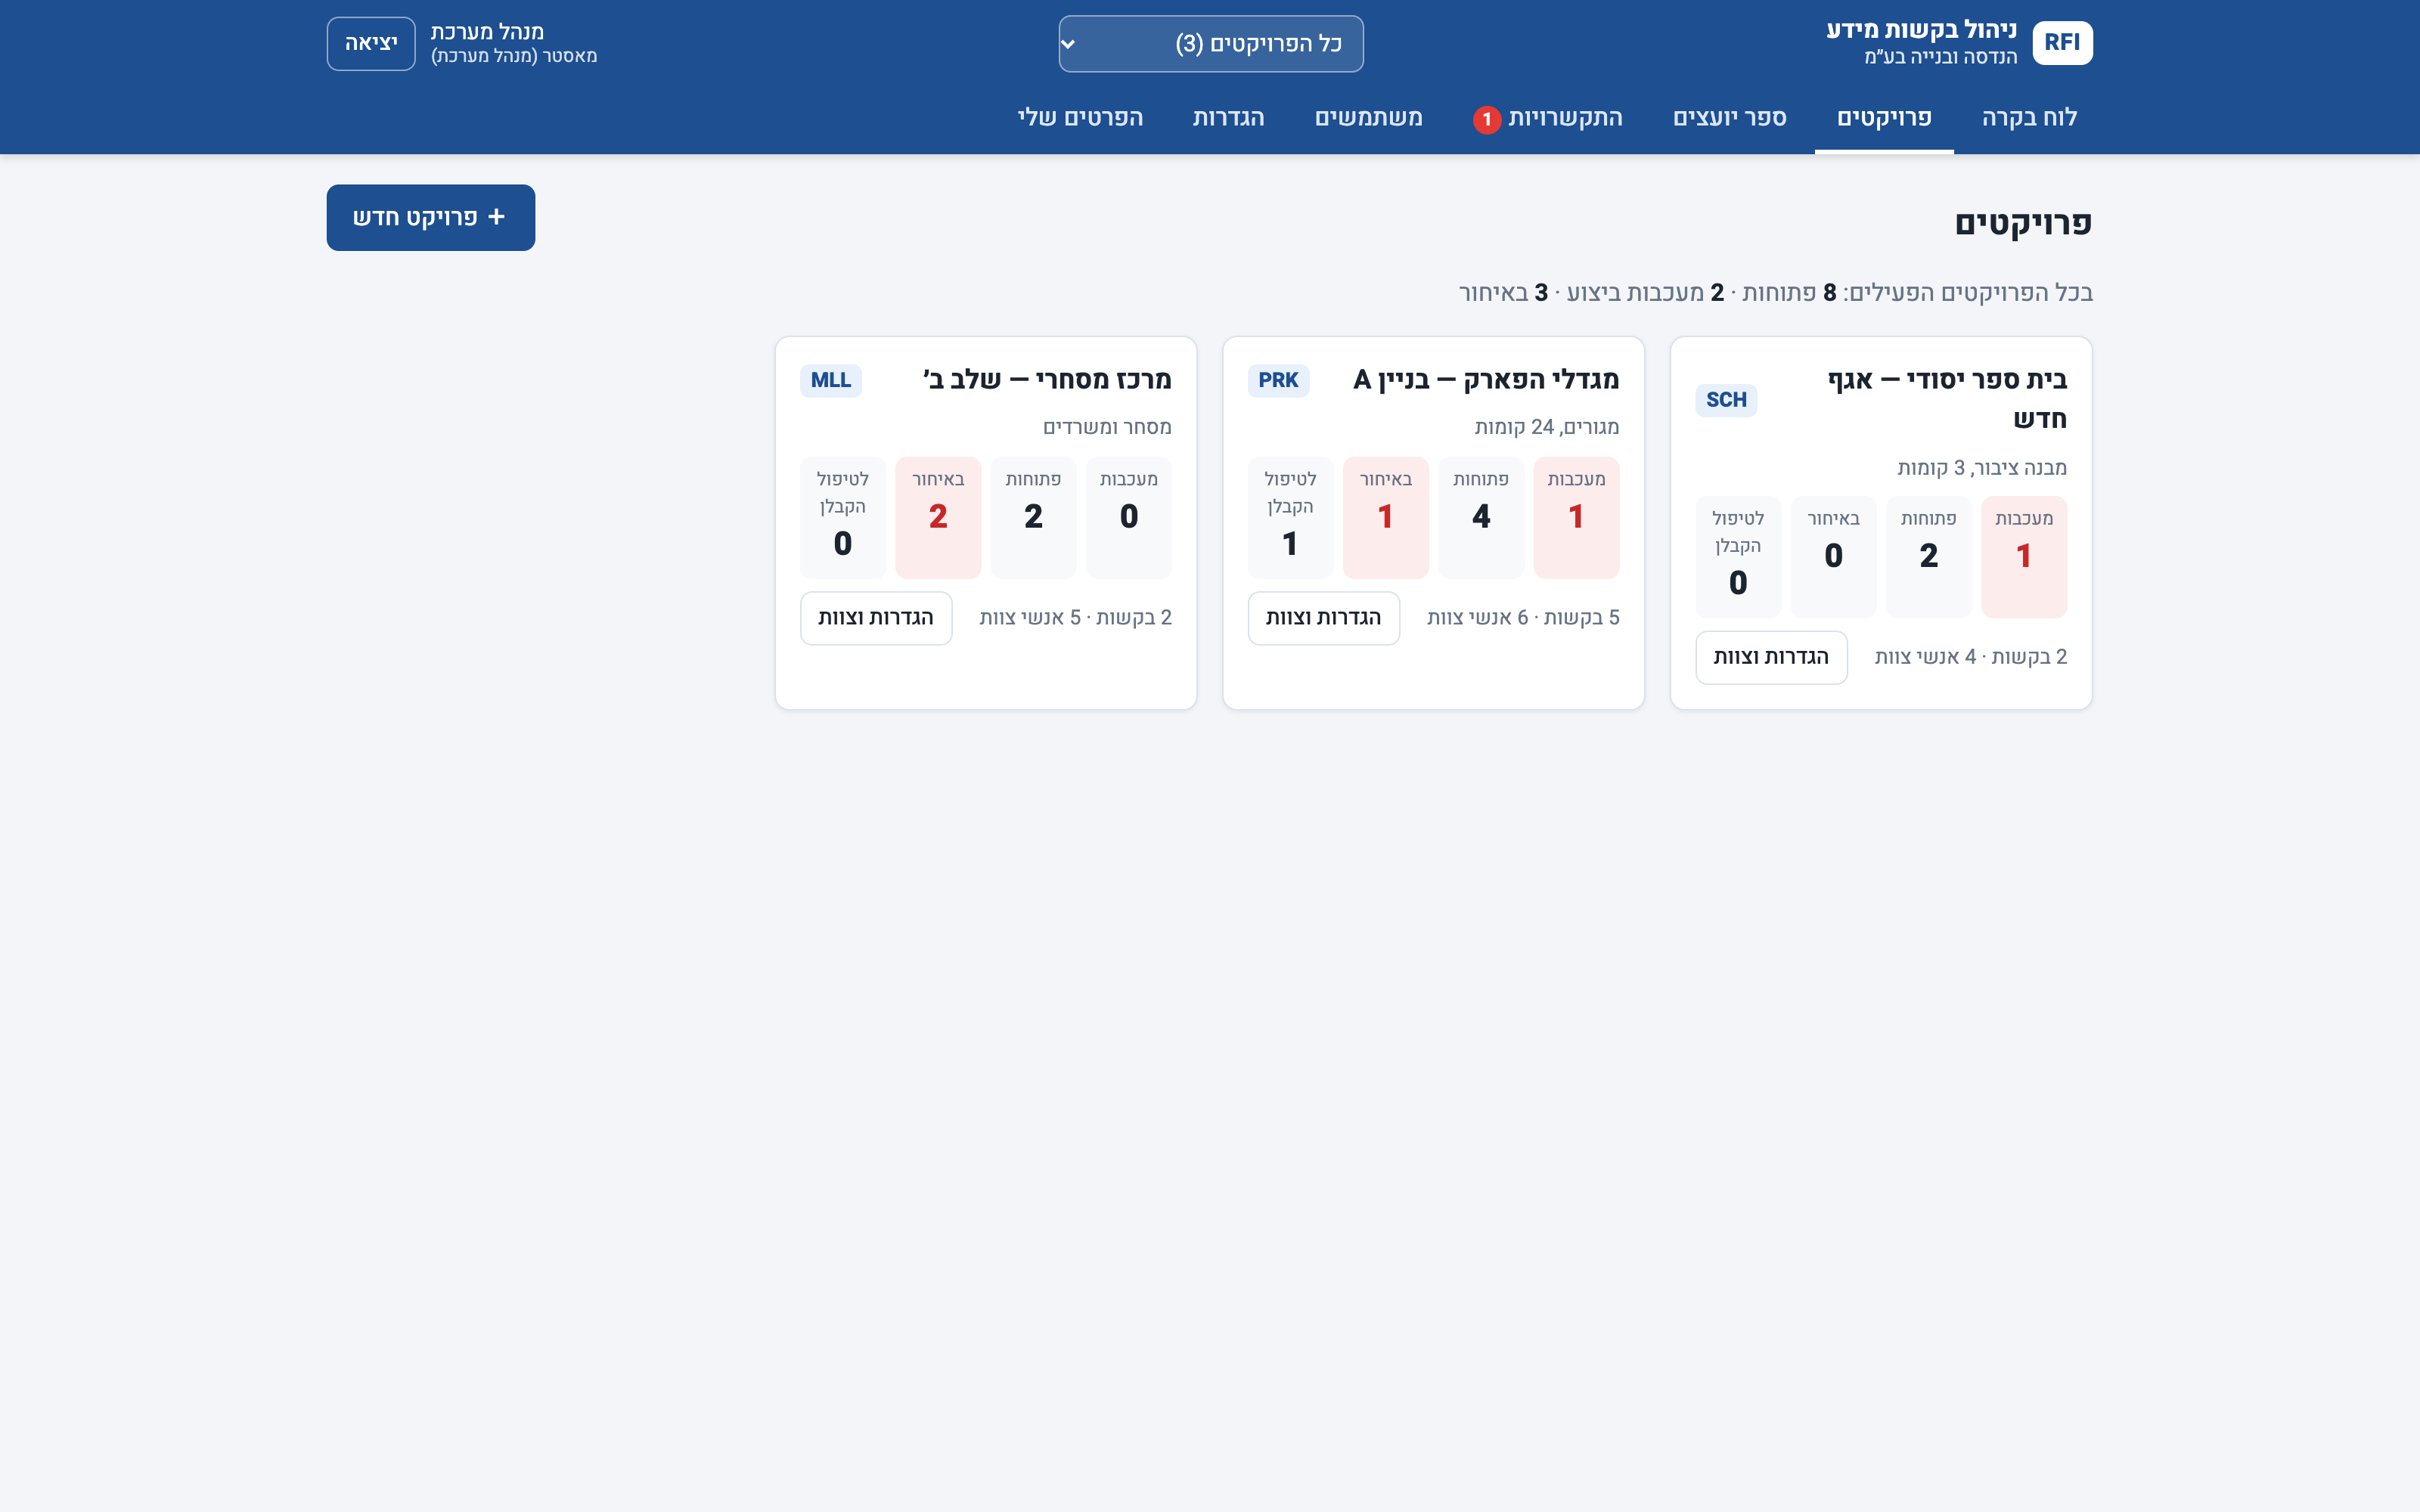 RFI
ניהול בקשות מידע
הנדסה ובנייה בע״מ
כל הפרויקטים (3)
מנהל מערכת
מאסטר (מנהל מערכת)
יציאה
לוח בקרה
פרויקטים
ספר יועצים
התקשרויות 1
משתמשים
הגדרות
הפרטים שלי
פרויקטים
+ פרויקט חדש
בכל הפרויקטים הפעילים: 8 פתוחות · 2 מעכבות ביצוע · 3 באיחור
בית ספר יסודי — אגף
חדש
SCH
מבנה ציבור, 3 קומות
מעכבות
1
פתוחות
2
באיחור
0
לטיפול
הקבלן
0
2 בקשות · 4 אנשי צוות
הגדרות וצוות
מגדלי הפארק — בניין A
PRK
מגורים, 24 קומות
מעכבות
1
פתוחות
4
באיחור
1
לטיפול
הקבלן
1
5 בקשות · 6 אנשי צוות
הגדרות וצוות
מרכז מסחרי — שלב ב׳
MLL
מסחר ומשרדים
מעכבות
0
פתוחות
2
באיחור
2
לטיפול
הקבלן
0
2 בקשות · 5 אנשי צוות
הגדרות וצוות